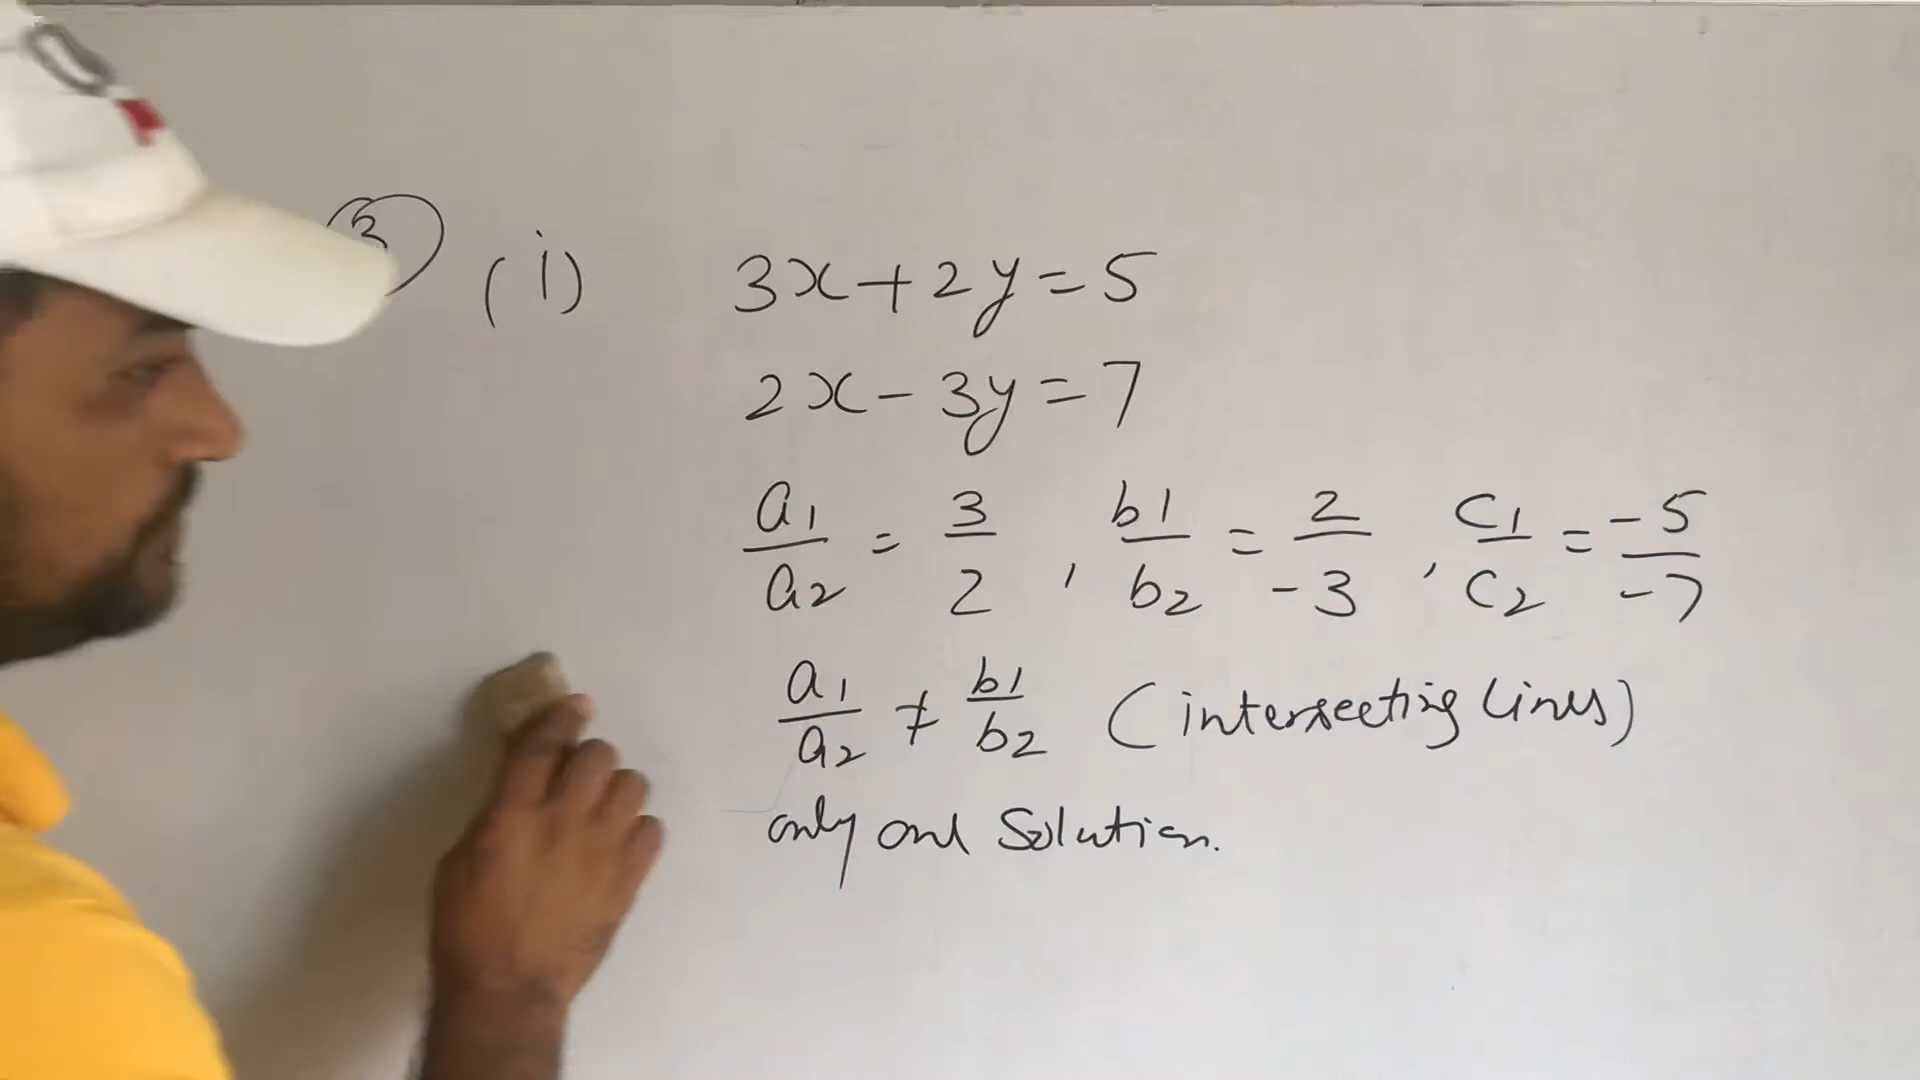 3 (i) 3x+2y=5
2x-3y=7
a1/a2 = 3/2 , b1/b2 = 2/-3 , c1/c2 = -5/-7
a1/a2 ≠ b1/b2 (intersecting lines)
only one Solution.